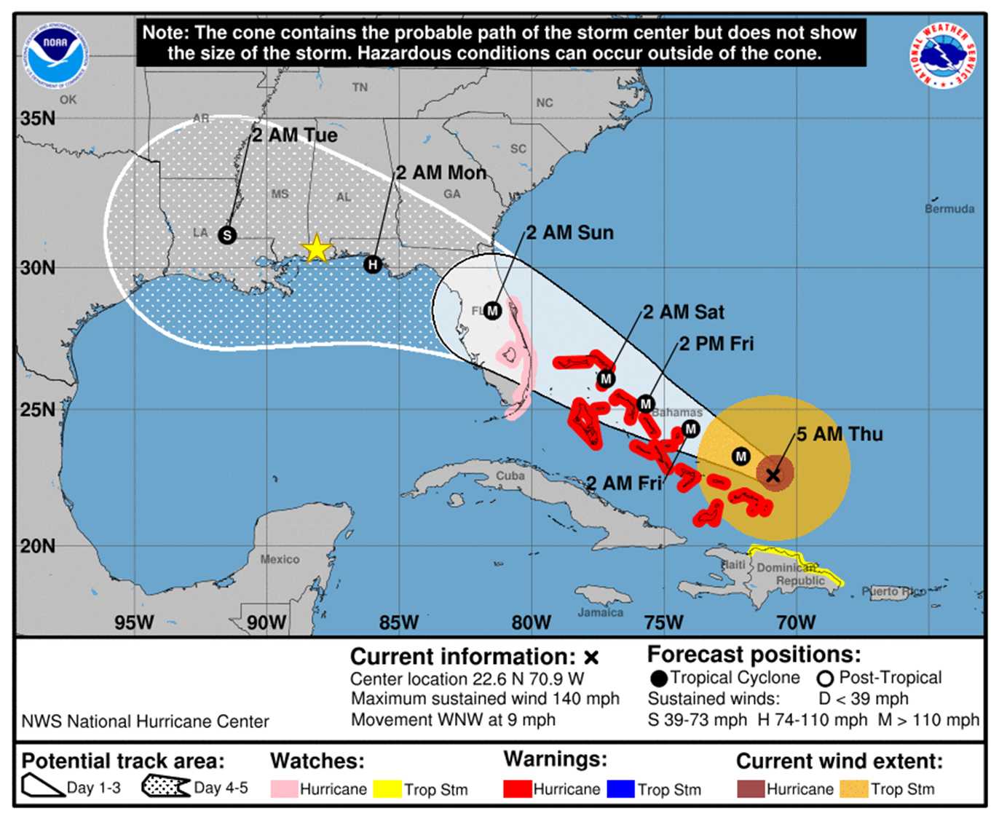 Note: The cone contains the probable path of the storm center but does not show
the size of the storm. Hazardous conditions can occur outside of the cone.
NOAA
NATIONAL WEATHER SERVICE
OK
TN
NC
AR
35N
2 AM Tue
SC
2 AM Mon
MS
AL
GA
Bermuda
LA
S
2 AM Sun
H
30N
FL
M
2 AM Sat
2 PM Fri
M
M
25N
Bahamas
M
5 AM Thu
M
Cuba
2 AM Fri
20N
Mexico
Haiti
Dominican
Republic
Puerto Rico
Jamaica
95W
90W
85W
80W
75W
70W
Current information: ×
Center location 22.6 N 70.9 W
Maximum sustained wind 140 mph
Movement WNW at 9 mph
Forecast positions:
Tropical Cyclone
Post-Tropical
Sustained winds: D < 39 mph
S 39-73 mph H 74-110 mph M > 110 mph
NWS National Hurricane Center
Potential track area:
Day 1-3
Day 4-5
Watches:
Hurricane
Trop Stm
Warnings:
Hurricane
Trop Stm
Current wind extent:
Hurricane
Trop Stm